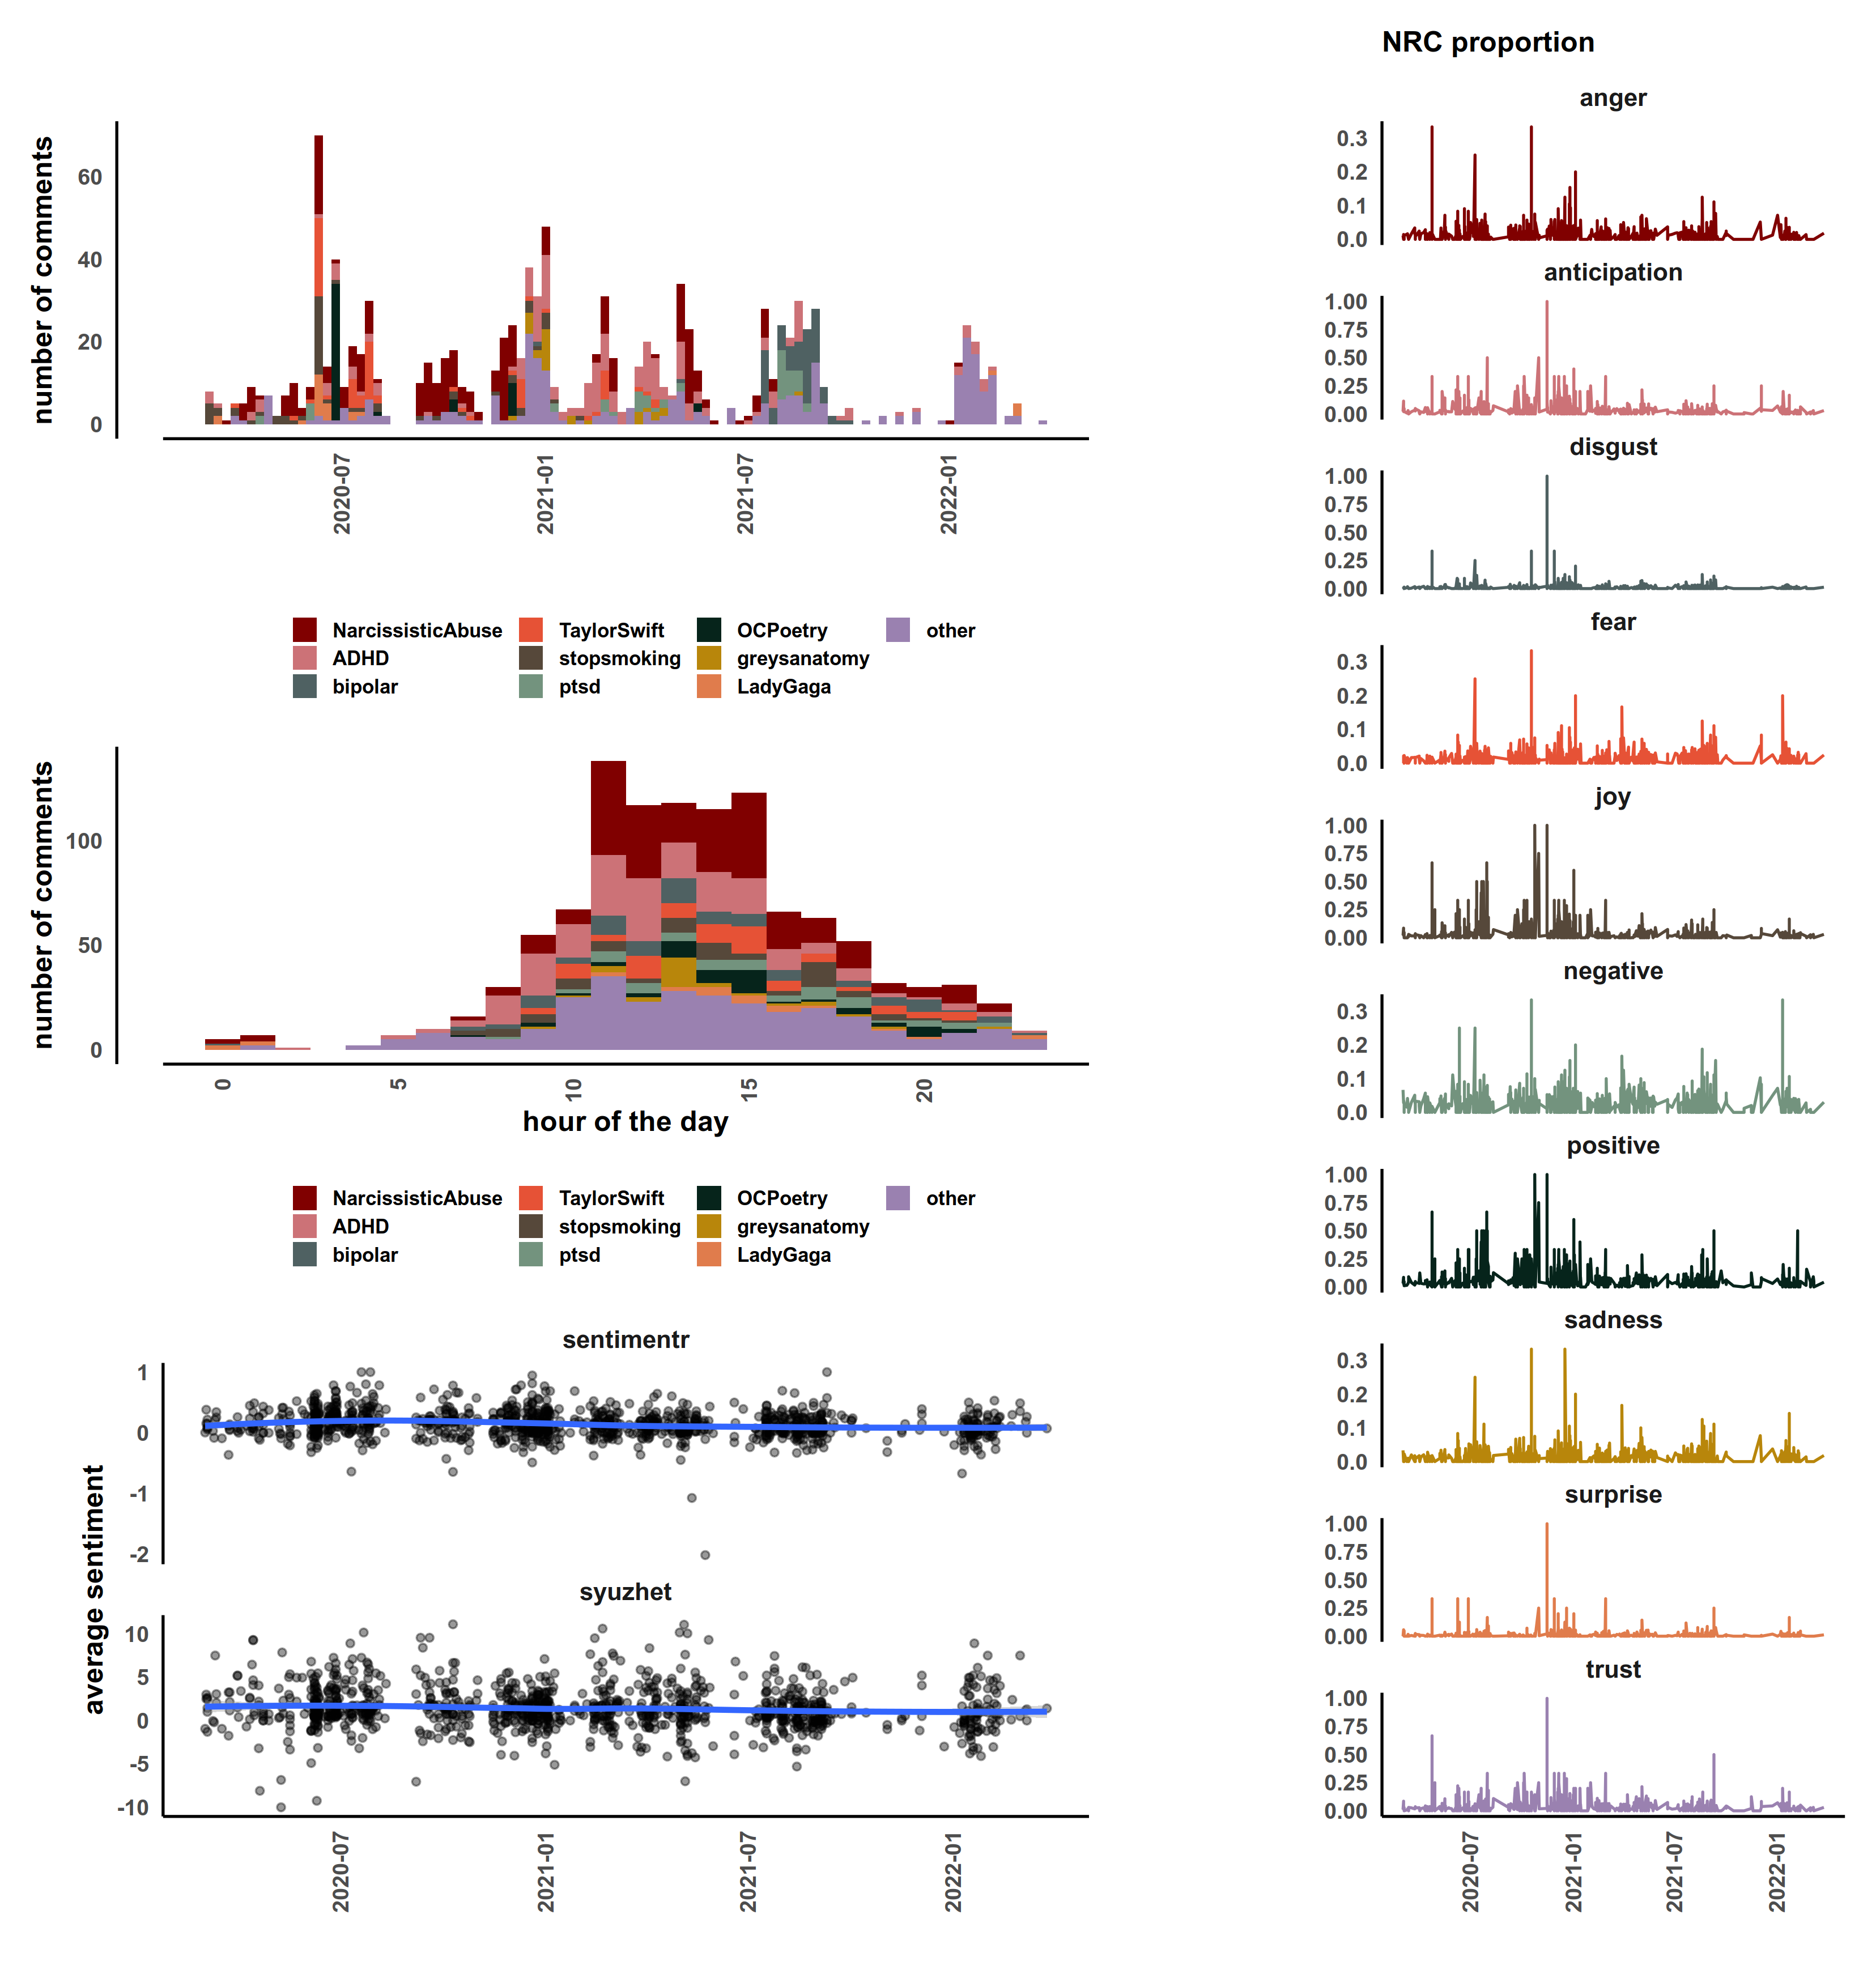 NRC proportion
number of comments
60
40
20
0
2020-07
2021-01
2021-07
2022-01
NarcissisticAbuse
TaylorSwift
OCPoetry
other
ADHD
stopsmoking
greysanatomy
bipolar
ptsd
LadyGaga
number of comments
100
50
0
0
5
10
15
20
hour of the day
NarcissisticAbuse
TaylorSwift
OCPoetry
other
ADHD
stopsmoking
greysanatomy
bipolar
ptsd
LadyGaga
average sentiment
sentimentr
1
0
-1
-2
syuzhet
10
5
0
-5
-10
2020-07
2021-01
2021-07
2022-01
anger
0.3
0.2
0.1
0.0
anticipation
1.00
0.75
0.50
0.25
0.00
disgust
1.00
0.75
0.50
0.25
0.00
fear
0.3
0.2
0.1
0.0
joy
1.00
0.75
0.50
0.25
0.00
negative
0.3
0.2
0.1
0.0
positive
1.00
0.75
0.50
0.25
0.00
sadness
0.3
0.2
0.1
0.0
surprise
1.00
0.75
0.50
0.25
0.00
trust
1.00
0.75
0.50
0.25
0.00
2020-07
2021-01
2021-07
2022-01